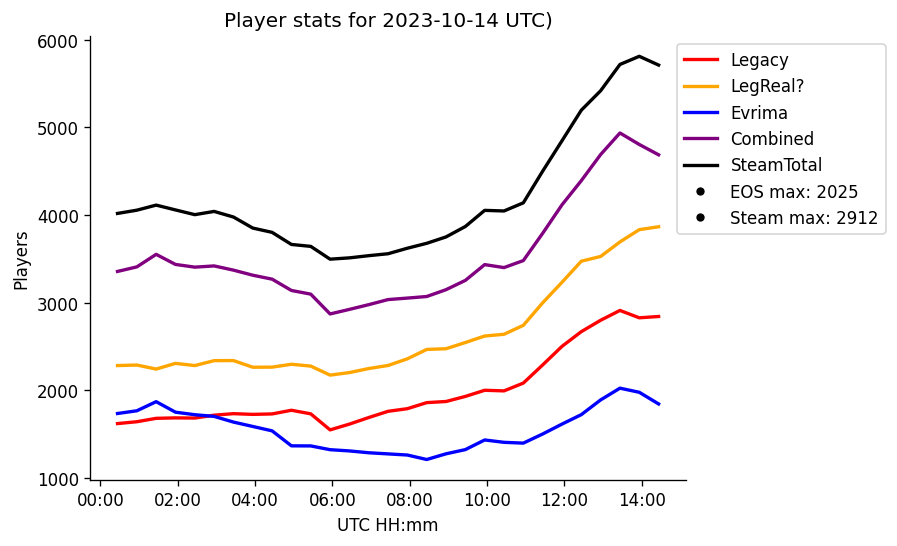 Player stats for 2023-10-14 UTC)
6000
5000
4000
3000
2000
1000
Players
00:00 02:00 04:00 06:00 08:00 10:00 12:00 14:00
UTC HH:mm
Legacy
LegReal?
Evrima
Combined
SteamTotal
EOS max: 2025
Steam max: 2912